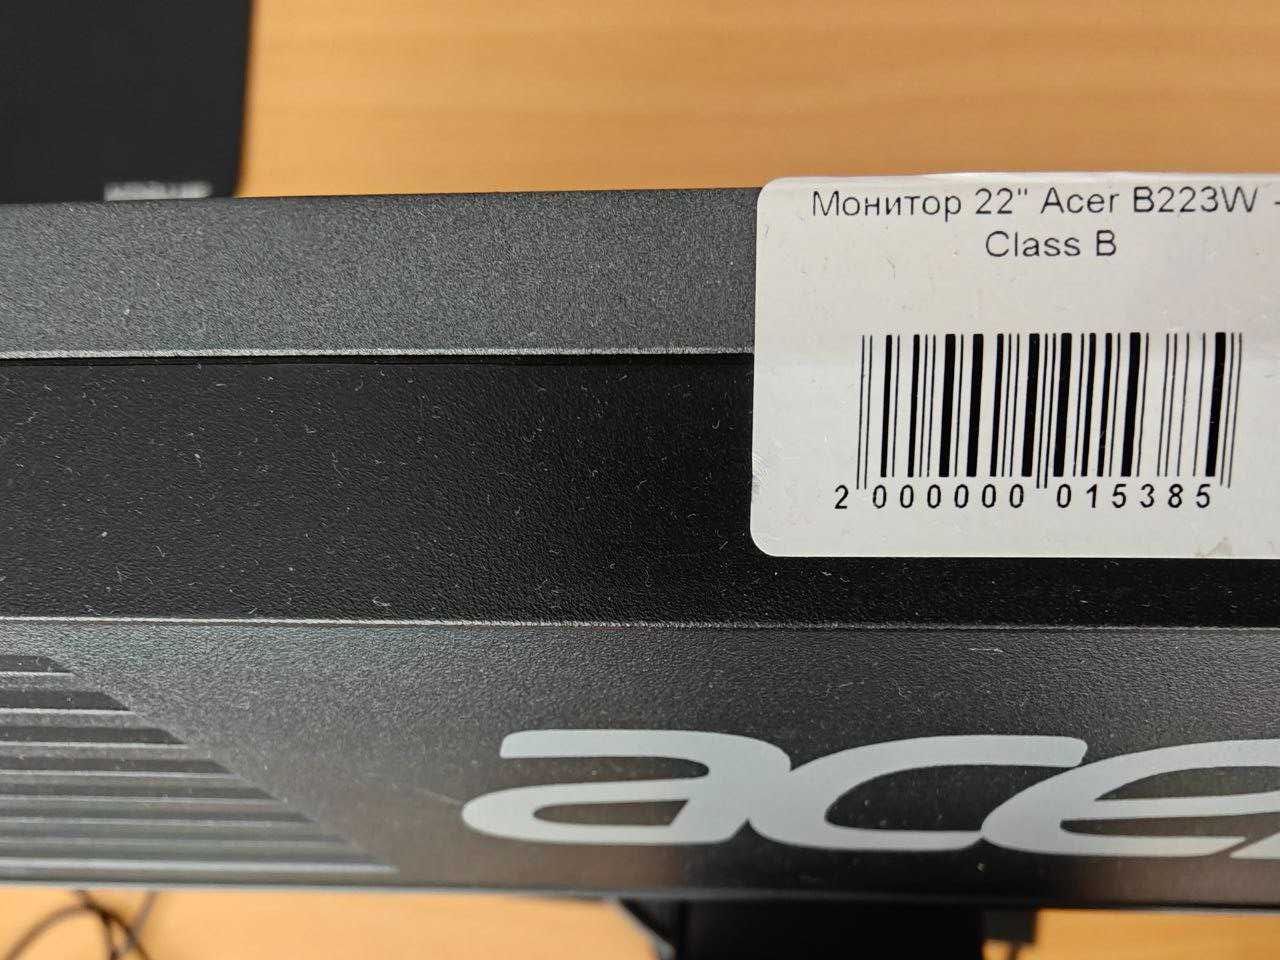 Монитор 22" Acer B223W -
Class B
2 000000 015385
acer